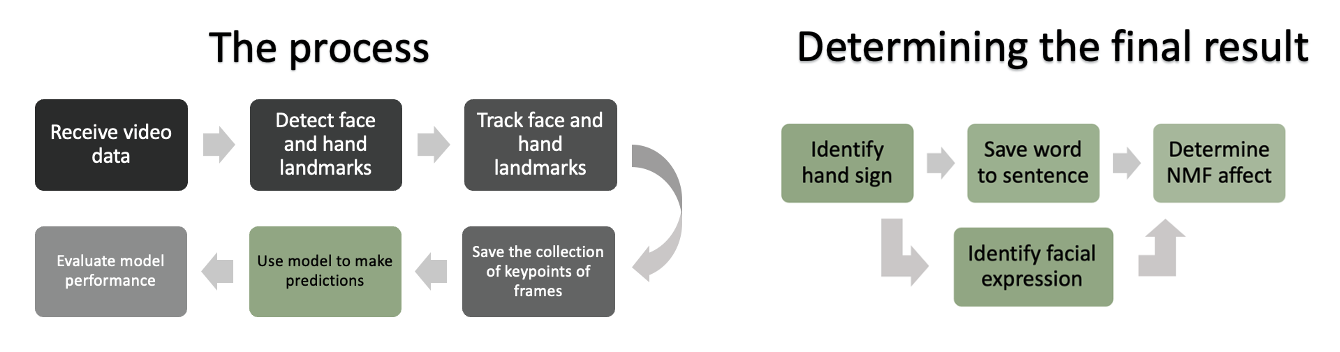 The process
Receive video
data
Detect face
and hand
landmarks
Track face and
hand
landmarks
Save the collection
of keypoints of
frames
Use model to make
predictions
Evaluate model
performance
Determining the final result
Identify
hand sign
Save word
to sentence
Determine
NMF affect
Identify facial
expression